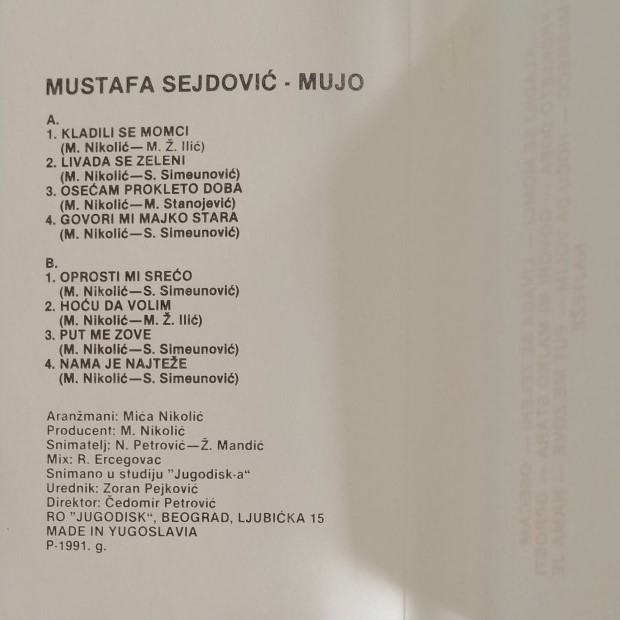 MUSTAFA SEJDOVIĆ - MUJO
A.
1. KLADILI SE MOMCI
(M. Nikolić—M. Ž. Ilić)
2. LIVADA SE ZELENI
(M. Nikolić—S. Simeunović)
3. OSEĆAM PROKLETO DOBA
(M. Nikolić—M. Stanojević)
4. GOVORI MI MAJKO STARA
(M. Nikolić—S. Simeunović)
B.
1. OPROSTI MI SREĆO
(M. Nikolić—S. Simeunović)
2. HOĆU DA VOLIM
(M. Nikolić—M. Ž. Ilić)
3. PUT ME ZOVE
(M. Nikolić—S. Simeunović)
4. NAMA JE NAJTEŽE
(M. Nikolić—S. Simeunović)
Aranžmani: Mića Nikolić
Producent: M. Nikolić
Snimatelj: N. Petrović—Ž. Mandić
Mix: R. Ercegovac
Snimano u studiju "Jugodisk-a“
Urednik: Zoran Pejković
Direktor: Čedomir Petrović
RO "JUGODISK“, BEOGRAD, LJUBIĆKA 15
MADE IN YUGOSLAVIA
P-1991. g.